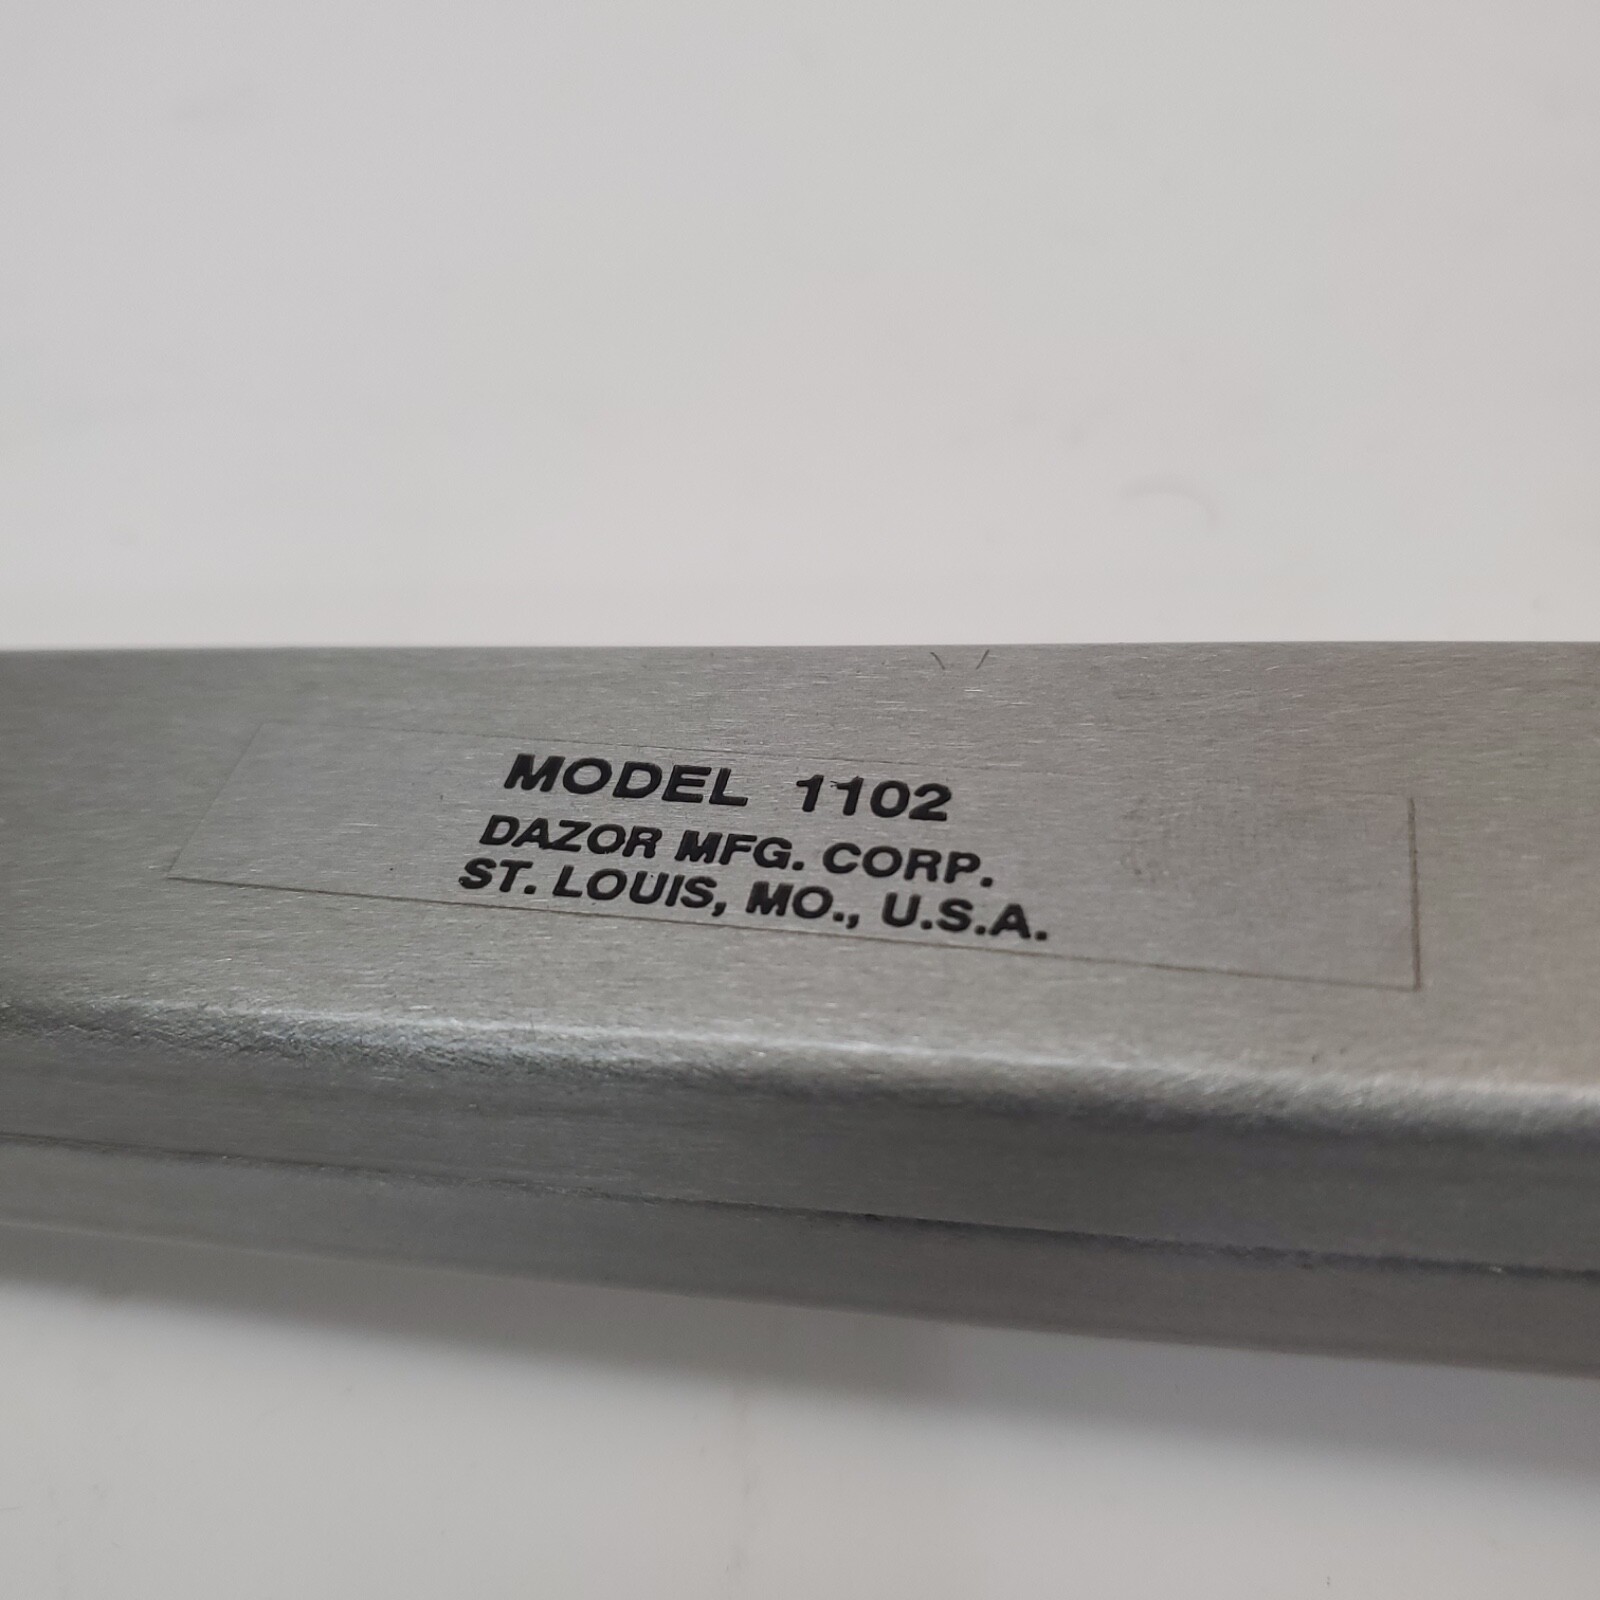 MODEL 1102
DAZOR MFG. CORP.
ST. LOUIS, MO., U.S.A.